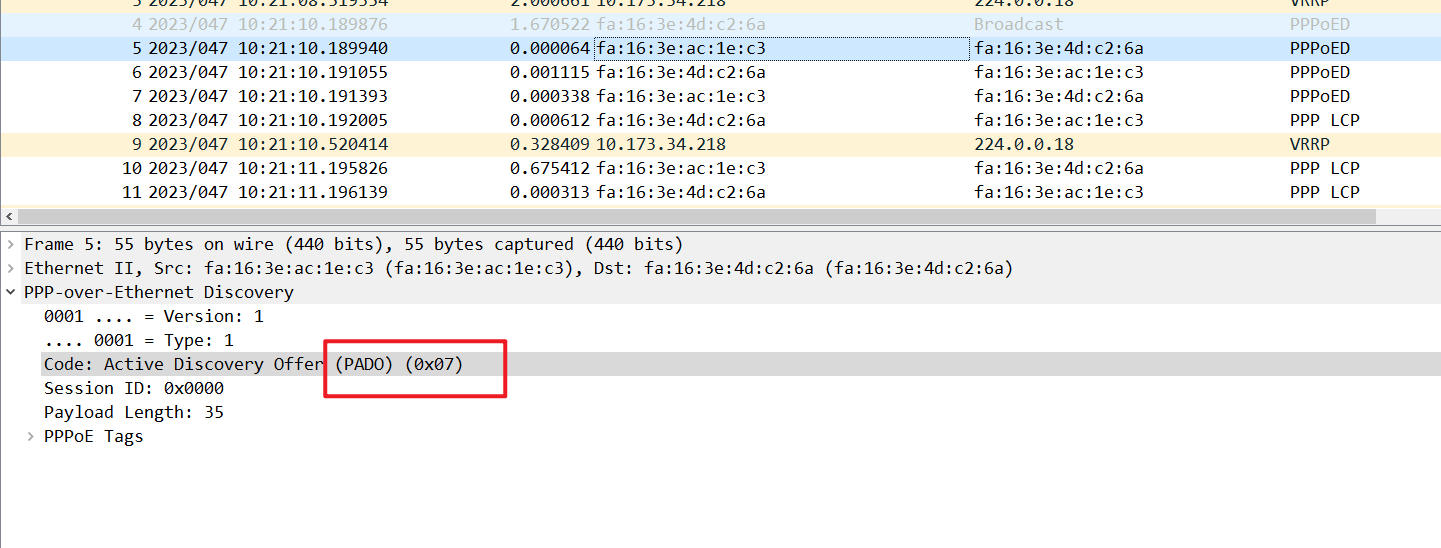 3 2023/047 10:21:08.519354 2.000661 10.173.34.218 224.0.0.18 VRRP
4 2023/047 10:21:10.189876 1.670522 fa:16:3e:4d:c2:6a Broadcast PPPoED
5 2023/047 10:21:10.189940 0.000064 fa:16:3e:ac:1e:c3 fa:16:3e:4d:c2:6a PPPoED
6 2023/047 10:21:10.191055 0.001115 fa:16:3e:4d:c2:6a fa:16:3e:ac:1e:c3 PPPoED
7 2023/047 10:21:10.191393 0.000338 fa:16:3e:ac:1e:c3 fa:16:3e:4d:c2:6a PPPoED
8 2023/047 10:21:10.192005 0.000612 fa:16:3e:4d:c2:6a fa:16:3e:ac:1e:c3 PPP LCP
9 2023/047 10:21:10.520414 0.328409 10.173.34.218 224.0.0.18 VRRP
10 2023/047 10:21:11.195826 0.675412 fa:16:3e:ac:1e:c3 fa:16:3e:4d:c2:6a PPP LCP
11 2023/047 10:21:11.196139 0.000313 fa:16:3e:4d:c2:6a fa:16:3e:ac:1e:c3 PPP LCP
Frame 5: 55 bytes on wire (440 bits), 55 bytes captured (440 bits)
Ethernet II, Src: fa:16:3e:ac:1e:c3 (fa:16:3e:ac:1e:c3), Dst: fa:16:3e:4d:c2:6a (fa:16:3e:4d:c2:6a)
PPP-over-Ethernet Discovery
0001 .... = Version: 1
.... 0001 = Type: 1
Code: Active Discovery Offer (PADO) (0x07)
Session ID: 0x0000
Payload Length: 35
PPPoE Tags